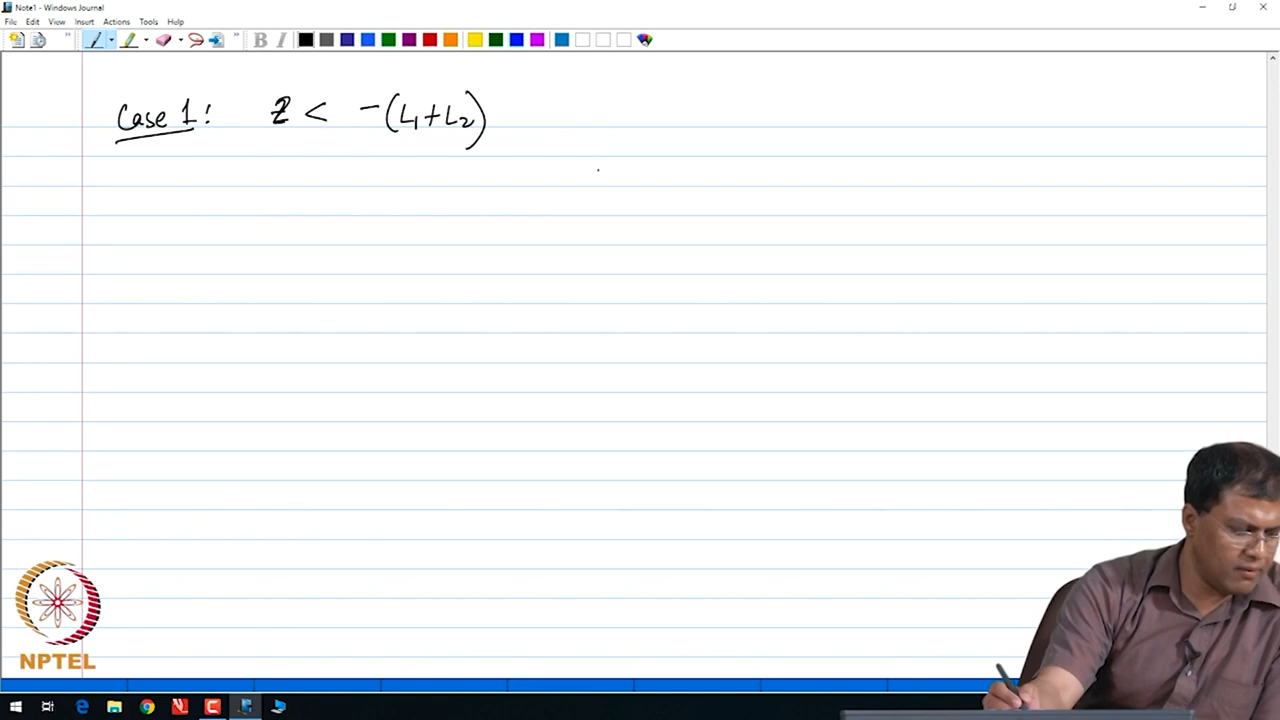 Note1 - Windows Journal
File Edit View Insert Actions Tools Help
B I
Case 1: Z < -(L₁+L₂)
NPTEL